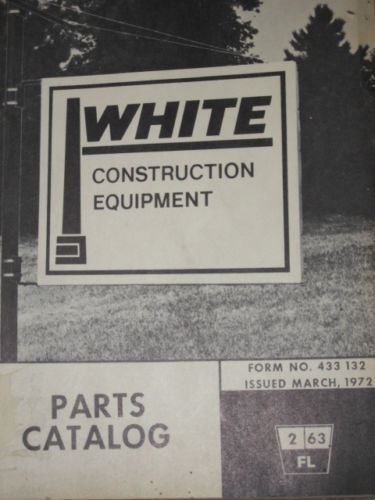 WHITE
CONSTRUCTION
EQUIPMENT
FORM NO. 433 132
ISSUED MARCH, 1972
PARTS
CATALOG
2 63
FL